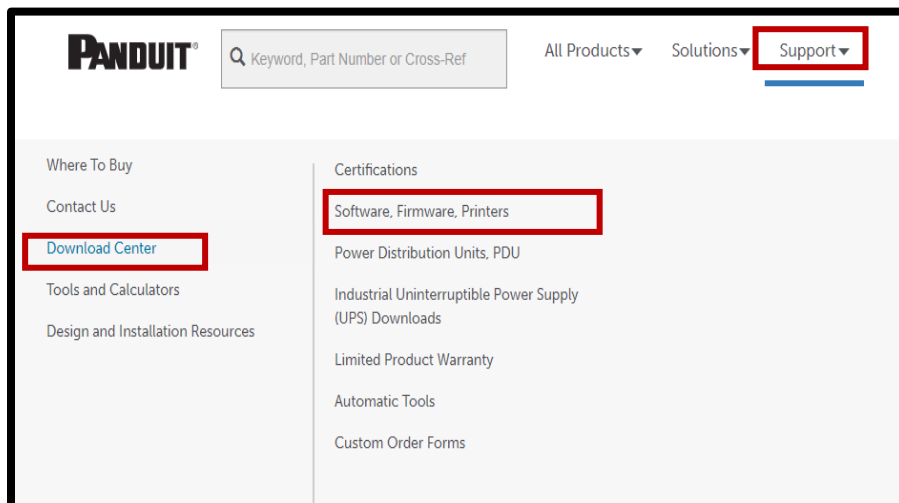 PANDUIT®
Keyword, Part Number or Cross-Ref
All Products▾
Solutions▾
Support▾
Where To Buy
Contact Us
Download Center
Tools and Calculators
Design and Installation Resources
Certifications
Software, Firmware, Printers
Power Distribution Units, PDU
Industrial Uninterruptible Power Supply
(UPS) Downloads
Limited Product Warranty
Automatic Tools
Custom Order Forms